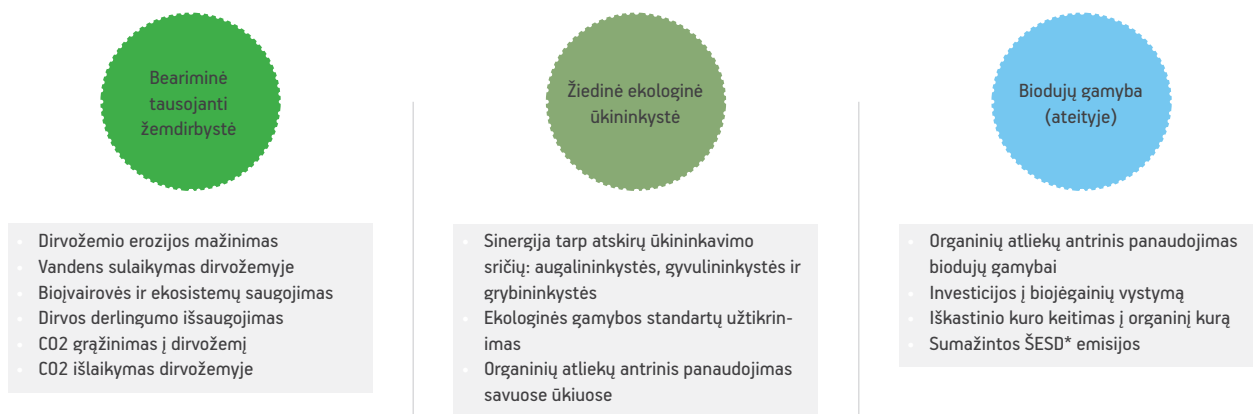 Beariminė
tausojanti
žemdirbystė
Dirvožemio erozijos mažinimas
Vandens sulaikymas dirvožemyje
Bioįvairovės ir ekosistemų saugojimas
Dirvos derlingumo išsaugojimas
CO2 grąžinimas į dirvožemį
CO2 išlaikymas dirvožemyje
Žiedinė ekologinė
ūkininkystė
Sinergija tarp atskirų ūkininkavimo
sričių: augalininkystės, gyvulininkystės ir
grybininkystės
Ekologinės gamybos standartų užtikrin-
imas
Organinių atliekų antrinis panaudojimas
savuose ūkiuose
Biodujų gamyba
(ateityje)
Organinių atliekų antrinis panaudojimas
biodujų gamybai
Investicijos į biojėgainių vystymą
Iškastinio kuro keitimas į organinį kurą
Sumažintos ŠESD* emisijos